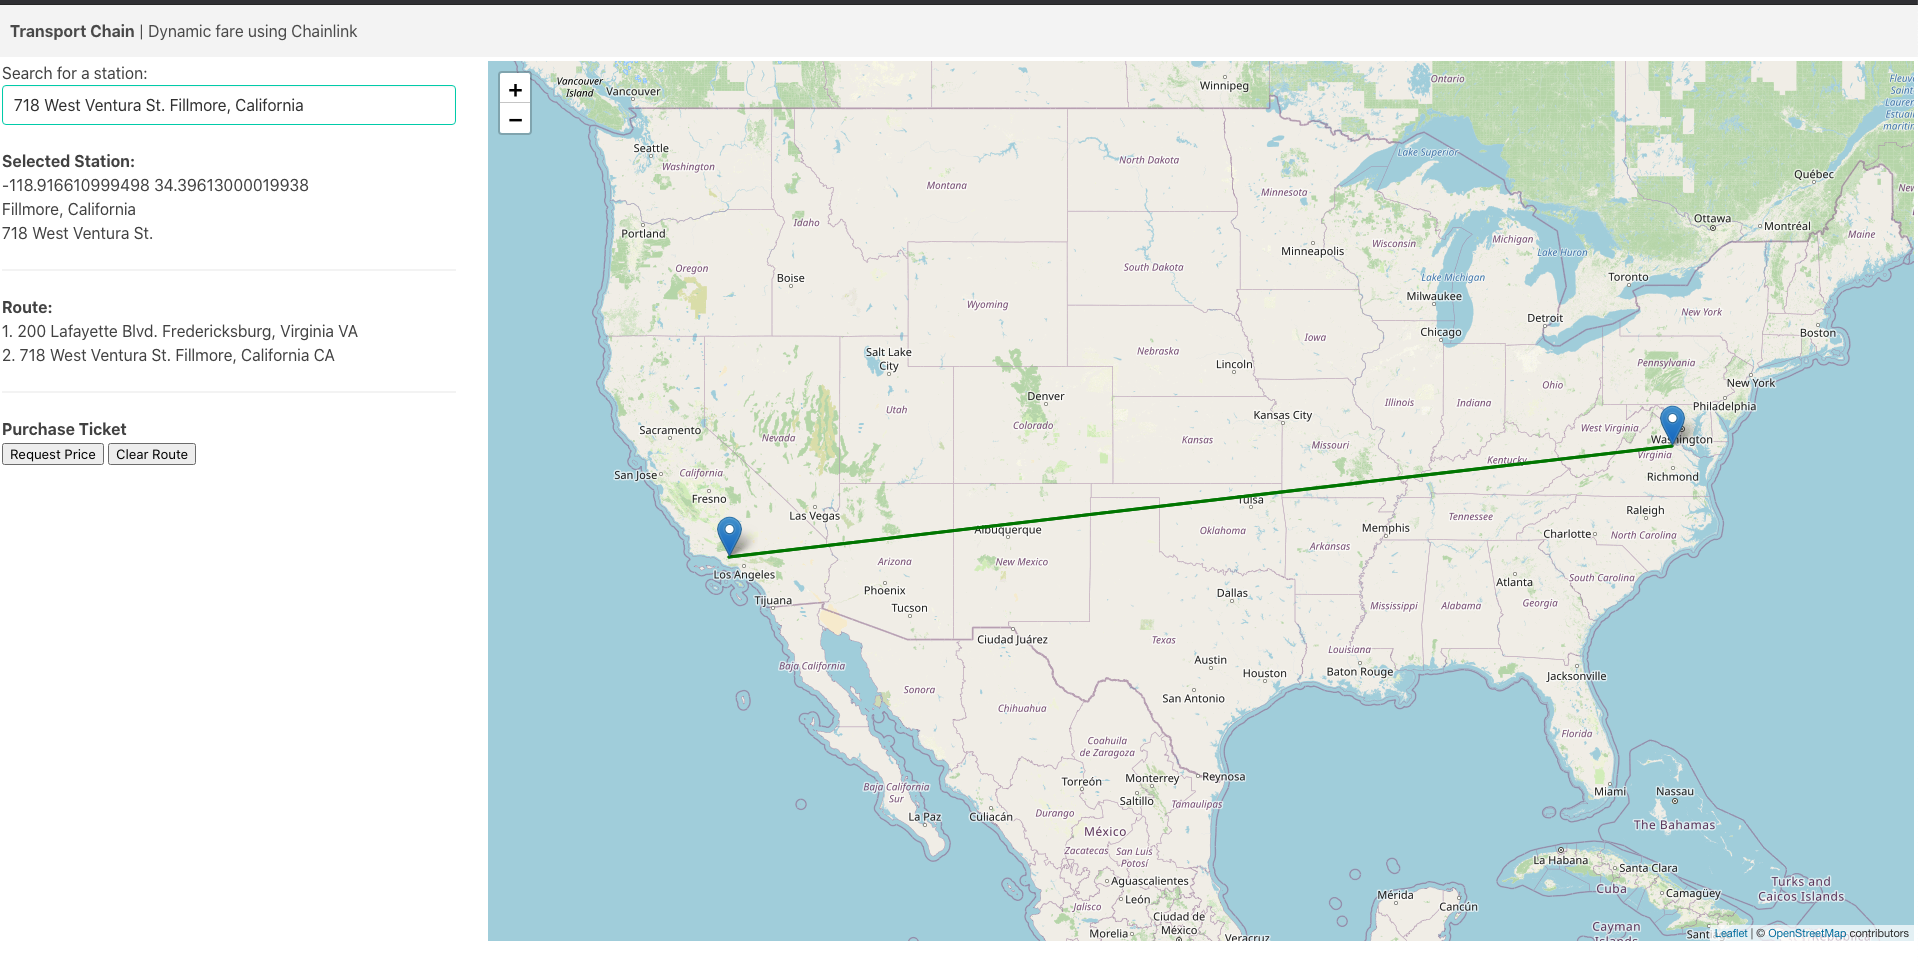 Transport Chain | Dynamic fare using Chainlink
Search for a station:
718 West Ventura St. Fillmore, California
Selected Station:
-118.916610999498 34.39613000019938
Fillmore, California
718 West Ventura St.
Route:
1. 200 Lafayette Blvd. Fredericksburg, Virginia VA
2. 718 West Ventura St. Fillmore, California CA
Purchase Ticket
Request Price
Clear Route
+
−
Vancouver
Island
Vancouver
Winnipeg
Ontario
Seattle
Washington
North Dakota
Lake Superior
Montana
Minnesota
Québec
Idaho
Portland
Ottawa
Montréal
Maine
Minneapolis
Wisconsin
Michigan
Lake Huron
Oregon
South Dakota
Boise
Lake Michigan
Toronto
Wyoming
Milwaukee
New York
Detroit
Chicago
Boston
Iowa
Salt Lake
City
Nebraska
Lincoln
Pennsylvania
New York
Ohio
Denver
Utah
Illinois
Indiana
Philadelphia
Kansas City
Colorado
Sacramento
Nevada
Kansas
Missouri
West Virginia
Washington
Virginia
Kentucky
San Jose
California
Richmond
Fresno
Las Vegas
Tulsa
Raleigh
Albuquerque
Oklahoma
Memphis
Tennessee
Charlotte
North Carolina
Arkansas
Los Angeles
Arizona
New Mexico
South Carolina
Atlanta
Phoenix
Dallas
Tijuana
Tucson
Mississippi
Alabama
Georgia
Ciudad Juárez
Texas
Louisiana
Baja California
Austin
Houston
Baton Rouge
Jacksonville
Sonora
San Antonio
Chihuahua
Florida
Coahuila
de Zaragoza
Torreón
Monterrey
Reynosa
Baja California
Sur
Saltillo
Tamaulipas
Miami
Nassau
La Paz
Culiacán
Durango
México
The Bahamas
Zacatecas
San Luis
Potosí
La Habana
Santa Clara
Aguascalientes
Cuba
Camagüey
Turks and
Caicos Islands
León
Jalisco
Mérida
Cancún
Ciudad de
México
Morelia
Veracruz
Cayman
Islands
Leaflet | © OpenStreetMap contributors